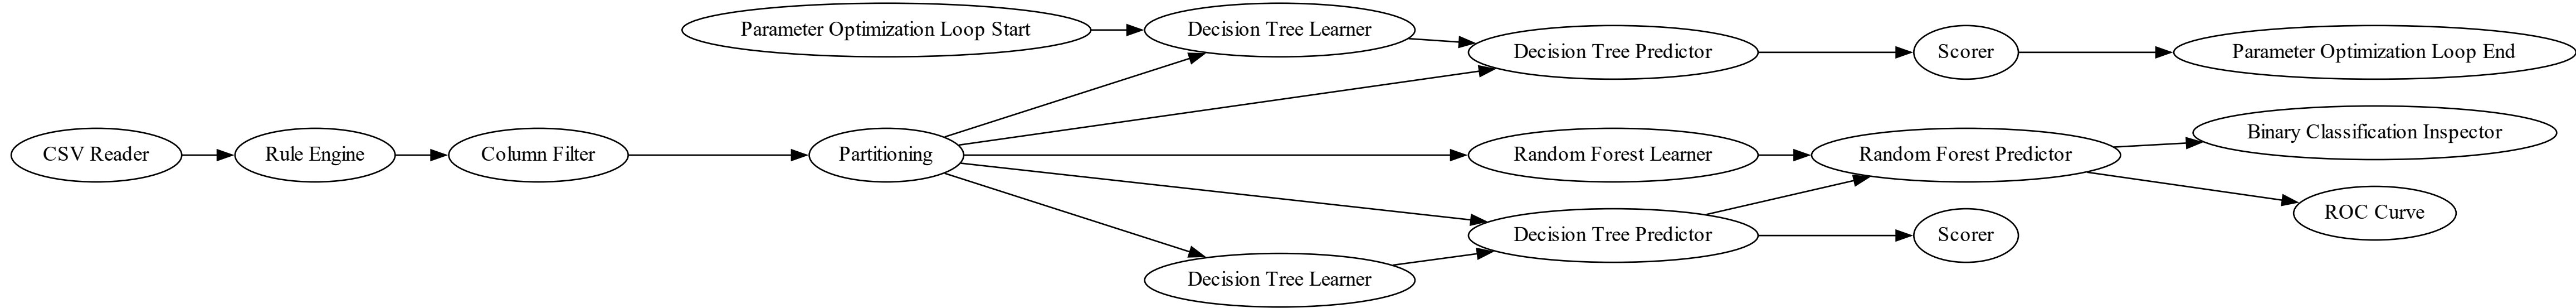 Parameter Optimization Loop Start
Decision Tree Learner
Decision Tree Predictor
Scorer
Parameter Optimization Loop End
CSV Reader
Rule Engine
Column Filter
Partitioning
Random Forest Learner
Random Forest Predictor
Binary Classification Inspector
ROC Curve
Decision Tree Predictor
Scorer
Decision Tree Learner